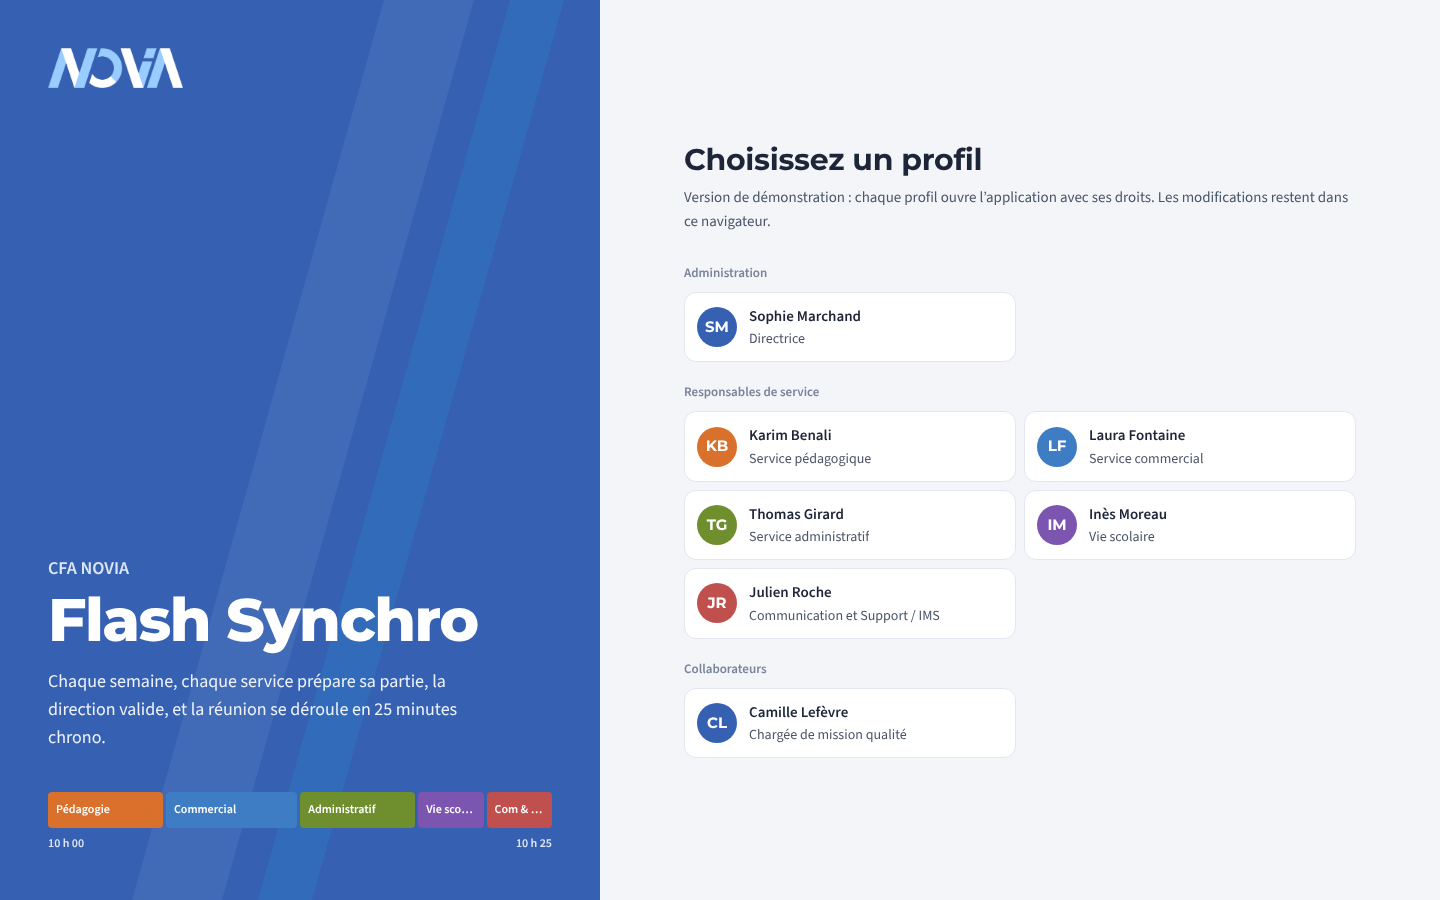 NOVIA
CFA NOVIA
Flash Synchro
Chaque semaine, chaque service prépare sa partie, la
direction valide, et la réunion se déroule en 25 minutes
chrono.
Pédagogie
Commercial
Administratif
Vie sco…
Com & …
10 h 00
10 h 25
Choisissez un profil
Version de démonstration : chaque profil ouvre l’application avec ses droits. Les modifications restent dans
ce navigateur.
Administration
SM
Sophie Marchand
Directrice
Responsables de service
KB
Karim Benali
Service pédagogique
LF
Laura Fontaine
Service commercial
TG
Thomas Girard
Service administratif
IM
Inès Moreau
Vie scolaire
JR
Julien Roche
Communication et Support / IMS
Collaborateurs
CL
Camille Lefèvre
Chargée de mission qualité